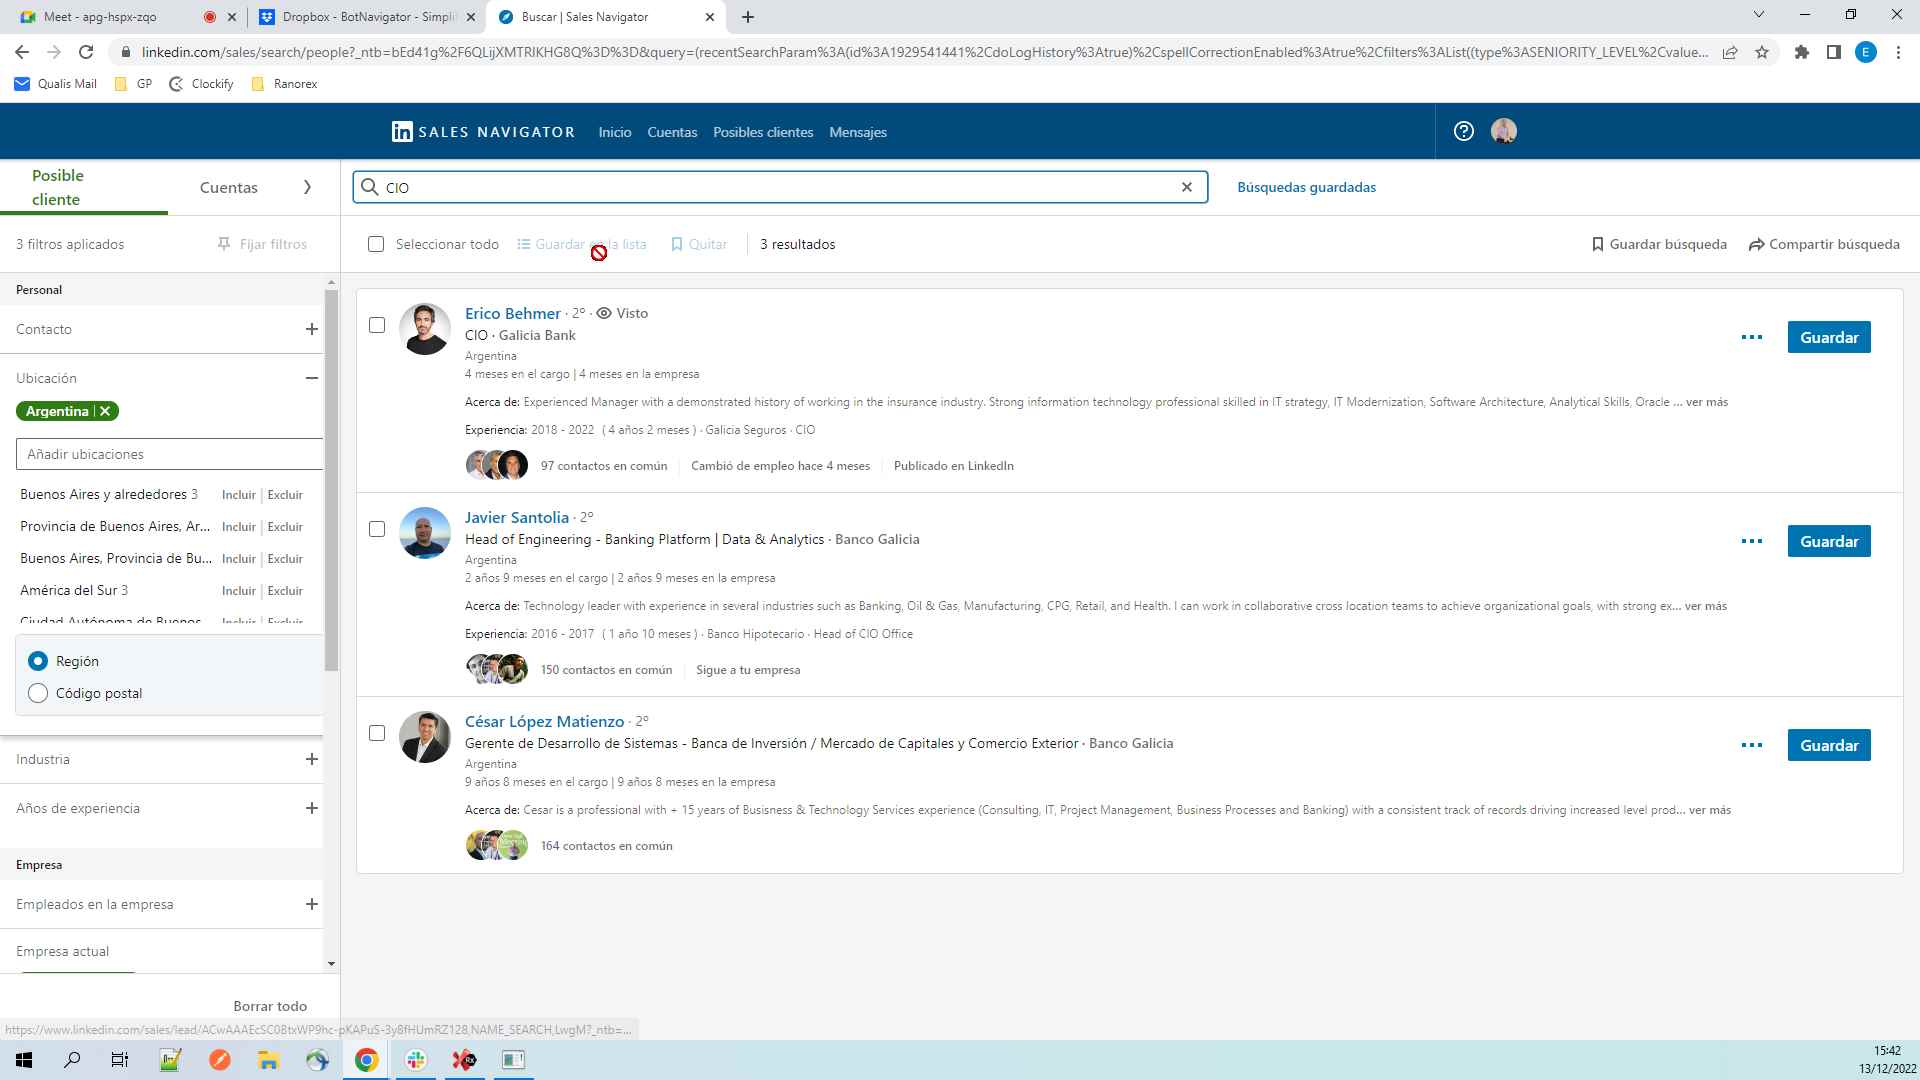 Meet - apg-hspx-zqo
Dropbox - BotNavigator - Simplif
Buscar | Sales Navigator
linkedin.com/sales/search/people?_ntb=bEd41g%2F6QLijXMTRlKHG8Q%3D%3D&query=(recentSearchParam%3A(id%3A1929541441%2CdoLogHistory%3Atrue)%2CspellCorrectionEnabled%3Atrue%2Cfilters%3AList((type%3ASENIORITY_LEVEL%2Cvalue...
E
Qualis Mail
GP
Clockify
Ranorex
in SALES NAVIGATOR
Inicio
Cuentas
Posibles clientes
Mensajes
Posible cliente
Cuentas
CIO
Búsquedas guardadas
3 filtros aplicados
Fijar filtros
Seleccionar todo
Guardar en la lista
Quitar
3 resultados
Guardar búsqueda
Compartir búsqueda
Personal
Contacto
Ubicación
Argentina
Añadir ubicaciones
Buenos Aires y alrededores 3 Incluir | Excluir
Provincia de Buenos Aires, Ar... Incluir | Excluir
Buenos Aires, Provincia de Bu... Incluir | Excluir
América del Sur 3 Incluir | Excluir
Ciudad Autónoma de Buenos Incluir | Excluir
Región
Código postal
Industria
Años de experiencia
Empresa
Empleados en la empresa
Empresa actual
Borrar todo
Erico Behmer · 2º · Visto
CIO · Galicia Bank
Argentina
4 meses en el cargo | 4 meses en la empresa
Acerca de: Experienced Manager with a demonstrated history of working in the insurance industry. Strong information technology professional skilled in IT strategy, IT Modernization, Software Architecture, Analytical Skills, Oracle ... ver más
Experiencia: 2018 - 2022 ( 4 años 2 meses ) · Galicia Seguros · CIO
97 contactos en común
Cambió de empleo hace 4 meses
Publicado en LinkedIn
Guardar
Javier Santolia · 2º
Head of Engineering - Banking Platform | Data & Analytics · Banco Galicia
Argentina
2 años 9 meses en el cargo | 2 años 9 meses en la empresa
Acerca de: Technology leader with experience in several industries such as Banking, Oil & Gas, Manufacturing, CPG, Retail, and Health. I can work in collaborative cross location teams to achieve organizational goals, with strong ex... ver más
Experiencia: 2016 - 2017 ( 1 año 10 meses ) · Banco Hipotecario · Head of CIO Office
150 contactos en común
Sigue a tu empresa
Guardar
César López Matienzo · 2º
Gerente de Desarrollo de Sistemas - Banca de Inversión / Mercado de Capitales y Comercio Exterior · Banco Galicia
Argentina
9 años 8 meses en el cargo | 9 años 8 meses en la empresa
Acerca de: Cesar is a professional with + 15 years of Busisness & Technology Services experience (Consulting, IT, Project Management, Business Processes and Banking) with a consistent track of records driving increased level prod... ver más
164 contactos en común
Guardar
https://www.linkedin.com/sales/lead/ACwAAAEcSC0BtxWP9hc-pKAPuS-3y8fHUmRZ128,NAME_SEARCH,LwgM?_ntb=...
15:42
13/12/2022